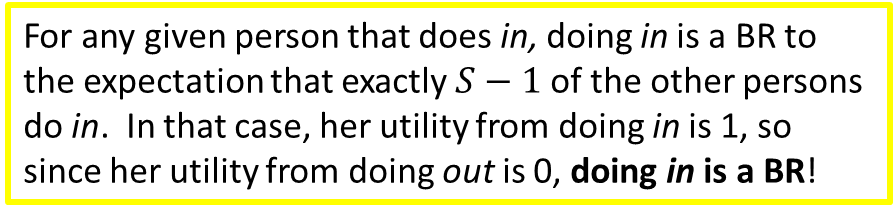 For any given person that does in, doing in is a BR to
the expectation that exactly S − 1 of the other persons
do in. In that case, her utility from doing in is 1, so
since her utility from doing out is 0, doing in is a BR!